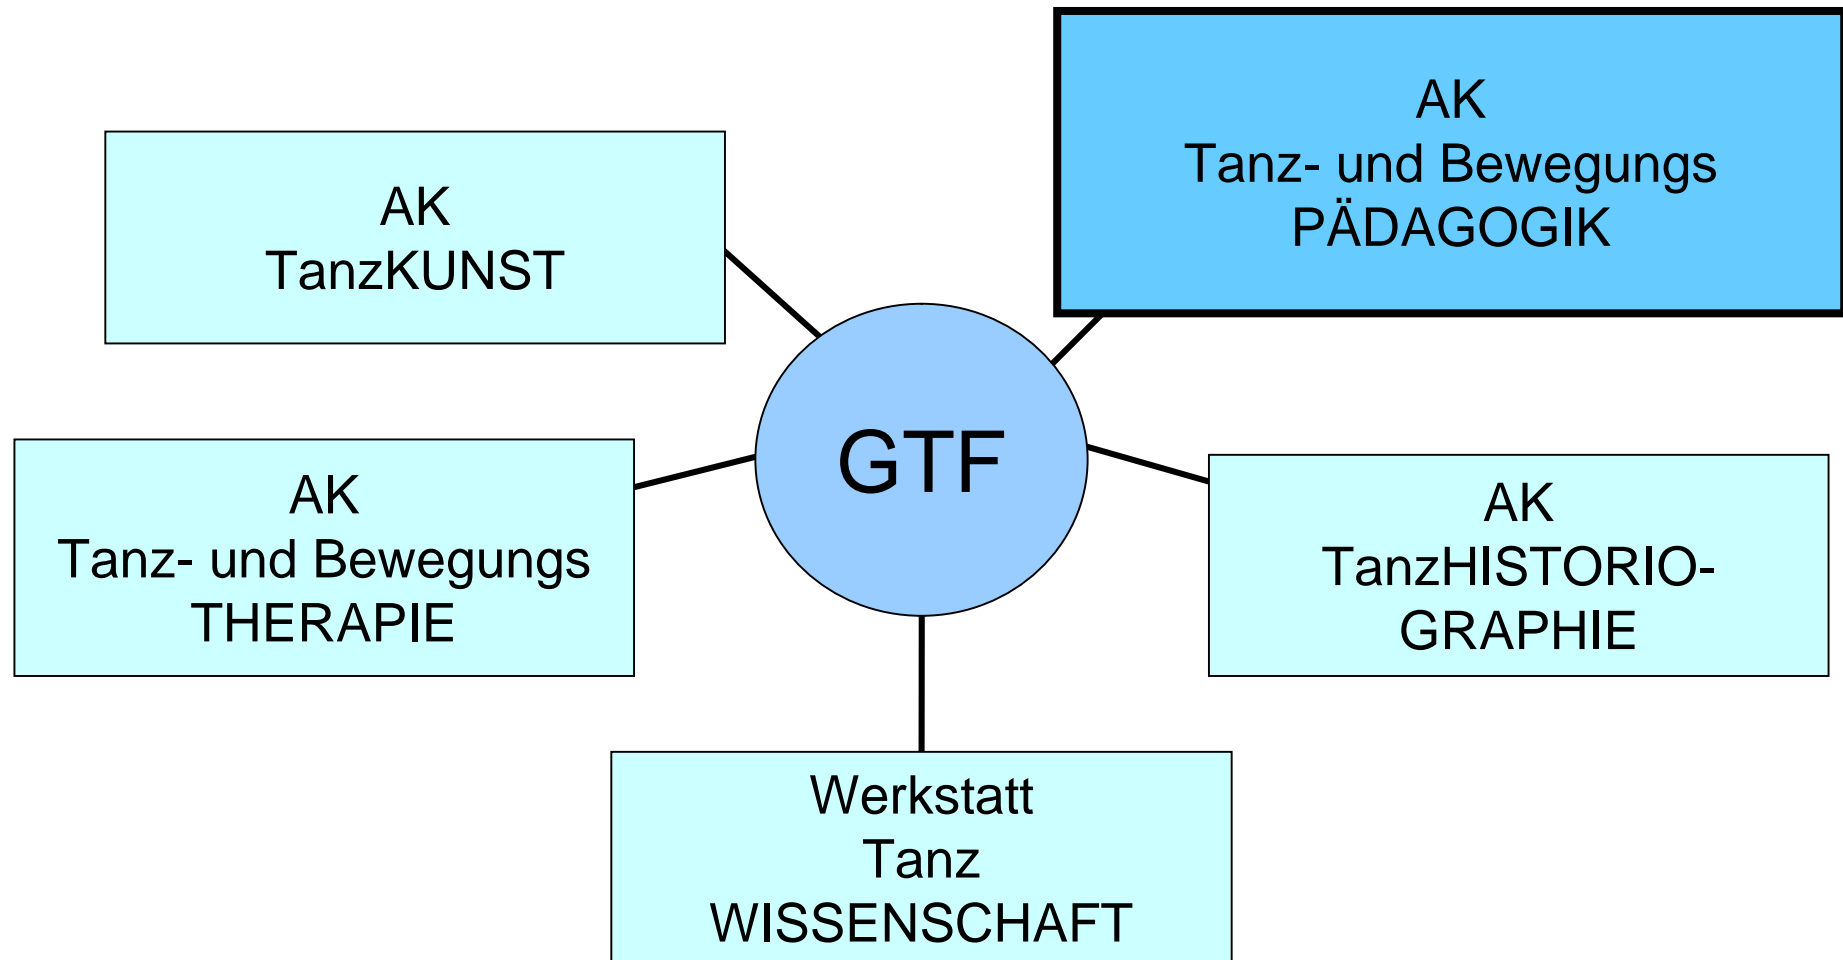 AK
Tanz- und Bewegungs
PÄDAGOGIK
AK
TanzKUNST
GTF
AK
Tanz- und Bewegungs
THERAPIE
AK
TanzHISTORIO-
GRAPHIE
Werkstatt
Tanz
WISSENSCHAFT